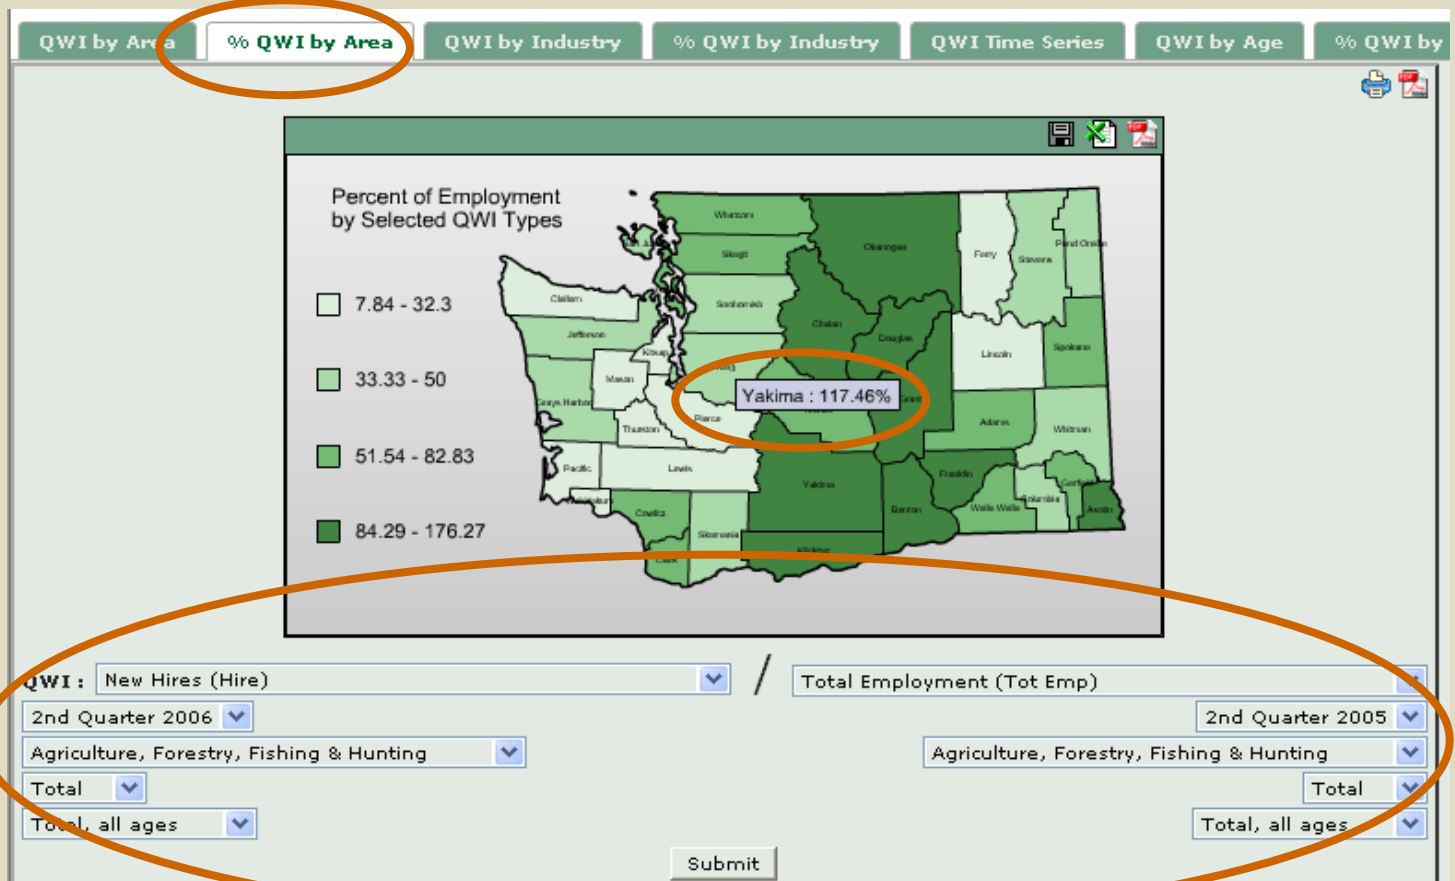 QWI by Area
% QWI by Area
QWI by Industry
% QWI by Industry
QWI Time Series
QWI by Age
% QWI by
Percent of Employment
by Selected QWI Types
7.84 - 32.3
33.33 - 50
51.54 - 82.83
84.29 - 176.27
Whatcom
Okanogan
Ferry
Stevens
Pend Oreille
Skagit
Snohomish
Clallam
Jefferson
Chelan
Douglas
Lincoln
Spokane
Kitsap
Mason
Yakima : 117.46%
Grant
Grays Harbor
Pierce
Adams
Whitman
Thurston
Pacific
Lewis
Yakima
Franklin
Benton
Walla Walla
Columbia
Garfield
Asotin
Cowlitz
Skamania
Klickitat
Clark
QWI :
New Hires (Hire)
/
Total Employment (Tot Emp)
2nd Quarter 2006
2nd Quarter 2005
Agriculture, Forestry, Fishing & Hunting
Agriculture, Forestry, Fishing & Hunting
Total
Total
Total, all ages
Total, all ages
Submit